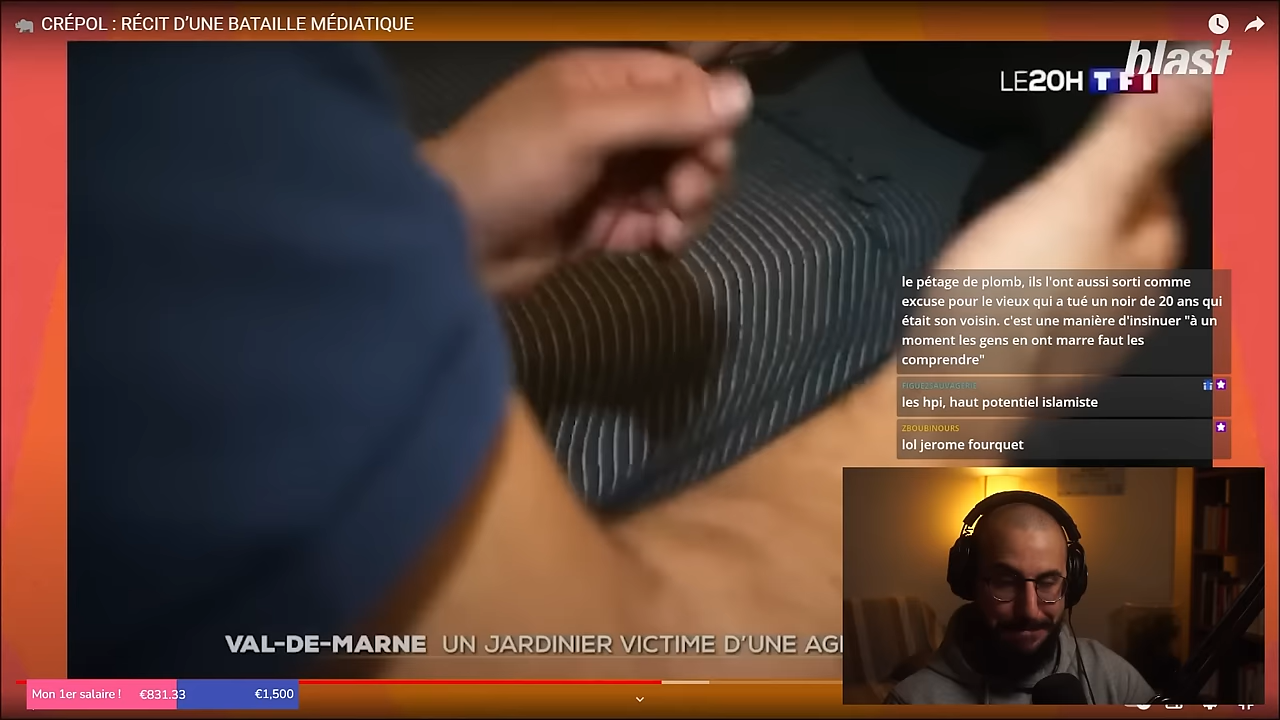 CRÉPOL : RÉCIT D'UNE BATAILLE MÉDIATIQUE
blast
LE20H TF1
le pétage de plomb, ils l'ont aussi sorti comme
excuse pour le vieux qui a tué un noir de 20 ans qui
était son voisin. c'est une manière d'insinuer "à un
moment les gens en ont marre faut les
comprendre"
les hpi, haut potentiel islamiste
ZBOUBINOURS
lol jerome fourquet
VAL-DE-MARNE UN JARDINIER VICTIME D'UNE
Mon 1er salaire ! €831.33 €1,500